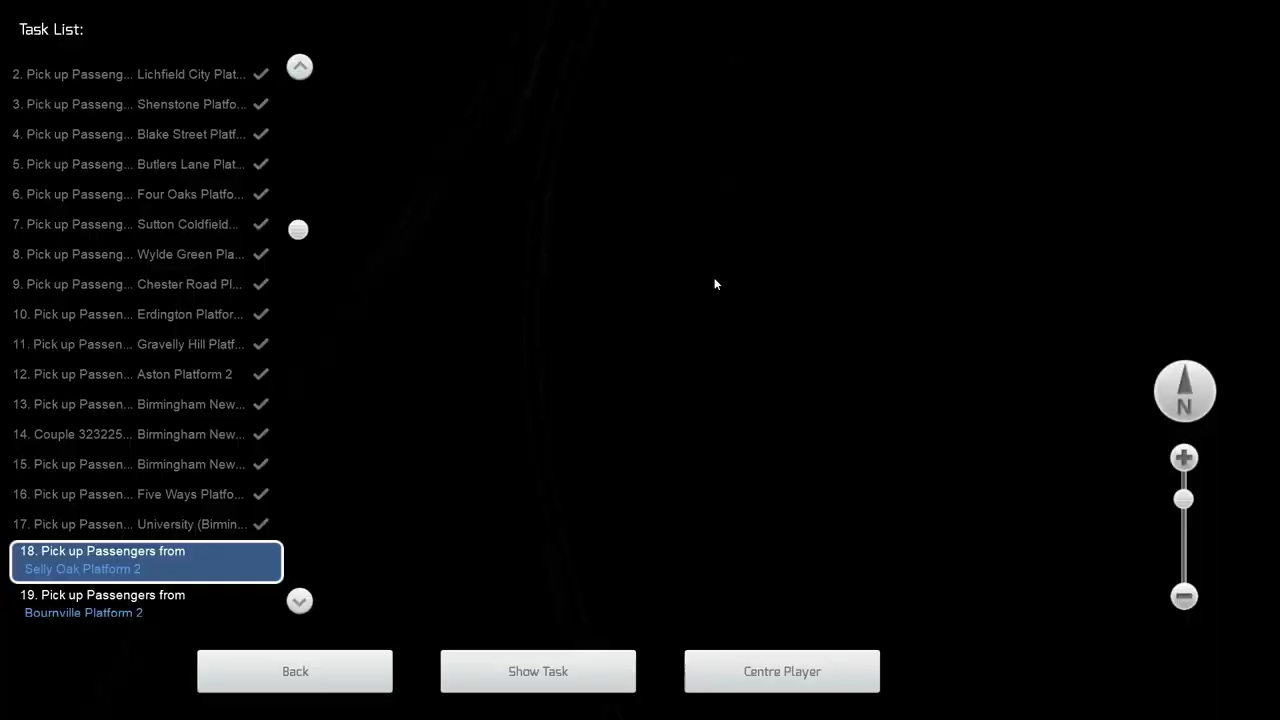 Task List:
2. Pick up Passeng... Lichfield City Plat...
3. Pick up Passeng... Shenstone Platfo...
4. Pick up Passeng... Blake Street Platf...
5. Pick up Passeng... Butlers Lane Plat...
6. Pick up Passeng... Four Oaks Platfo...
7. Pick up Passeng... Sutton Coldfield...
8. Pick up Passeng... Wylde Green Pla...
9. Pick up Passeng... Chester Road Pl...
10. Pick up Passen... Erdington Platfor...
11. Pick up Passen... Gravelly Hill Platf...
12. Pick up Passen... Aston Platform 2
13. Pick up Passen... Birmingham New...
14. Couple 323225... Birmingham New...
15. Pick up Passen... Birmingham New...
16. Pick up Passen... Five Ways Platfo...
17. Pick up Passen... University (Birmin...
18. Pick up Passengers from
Selly Oak Platform 2
19. Pick up Passengers from
Bournville Platform 2
N
Back
Show Task
Centre Player